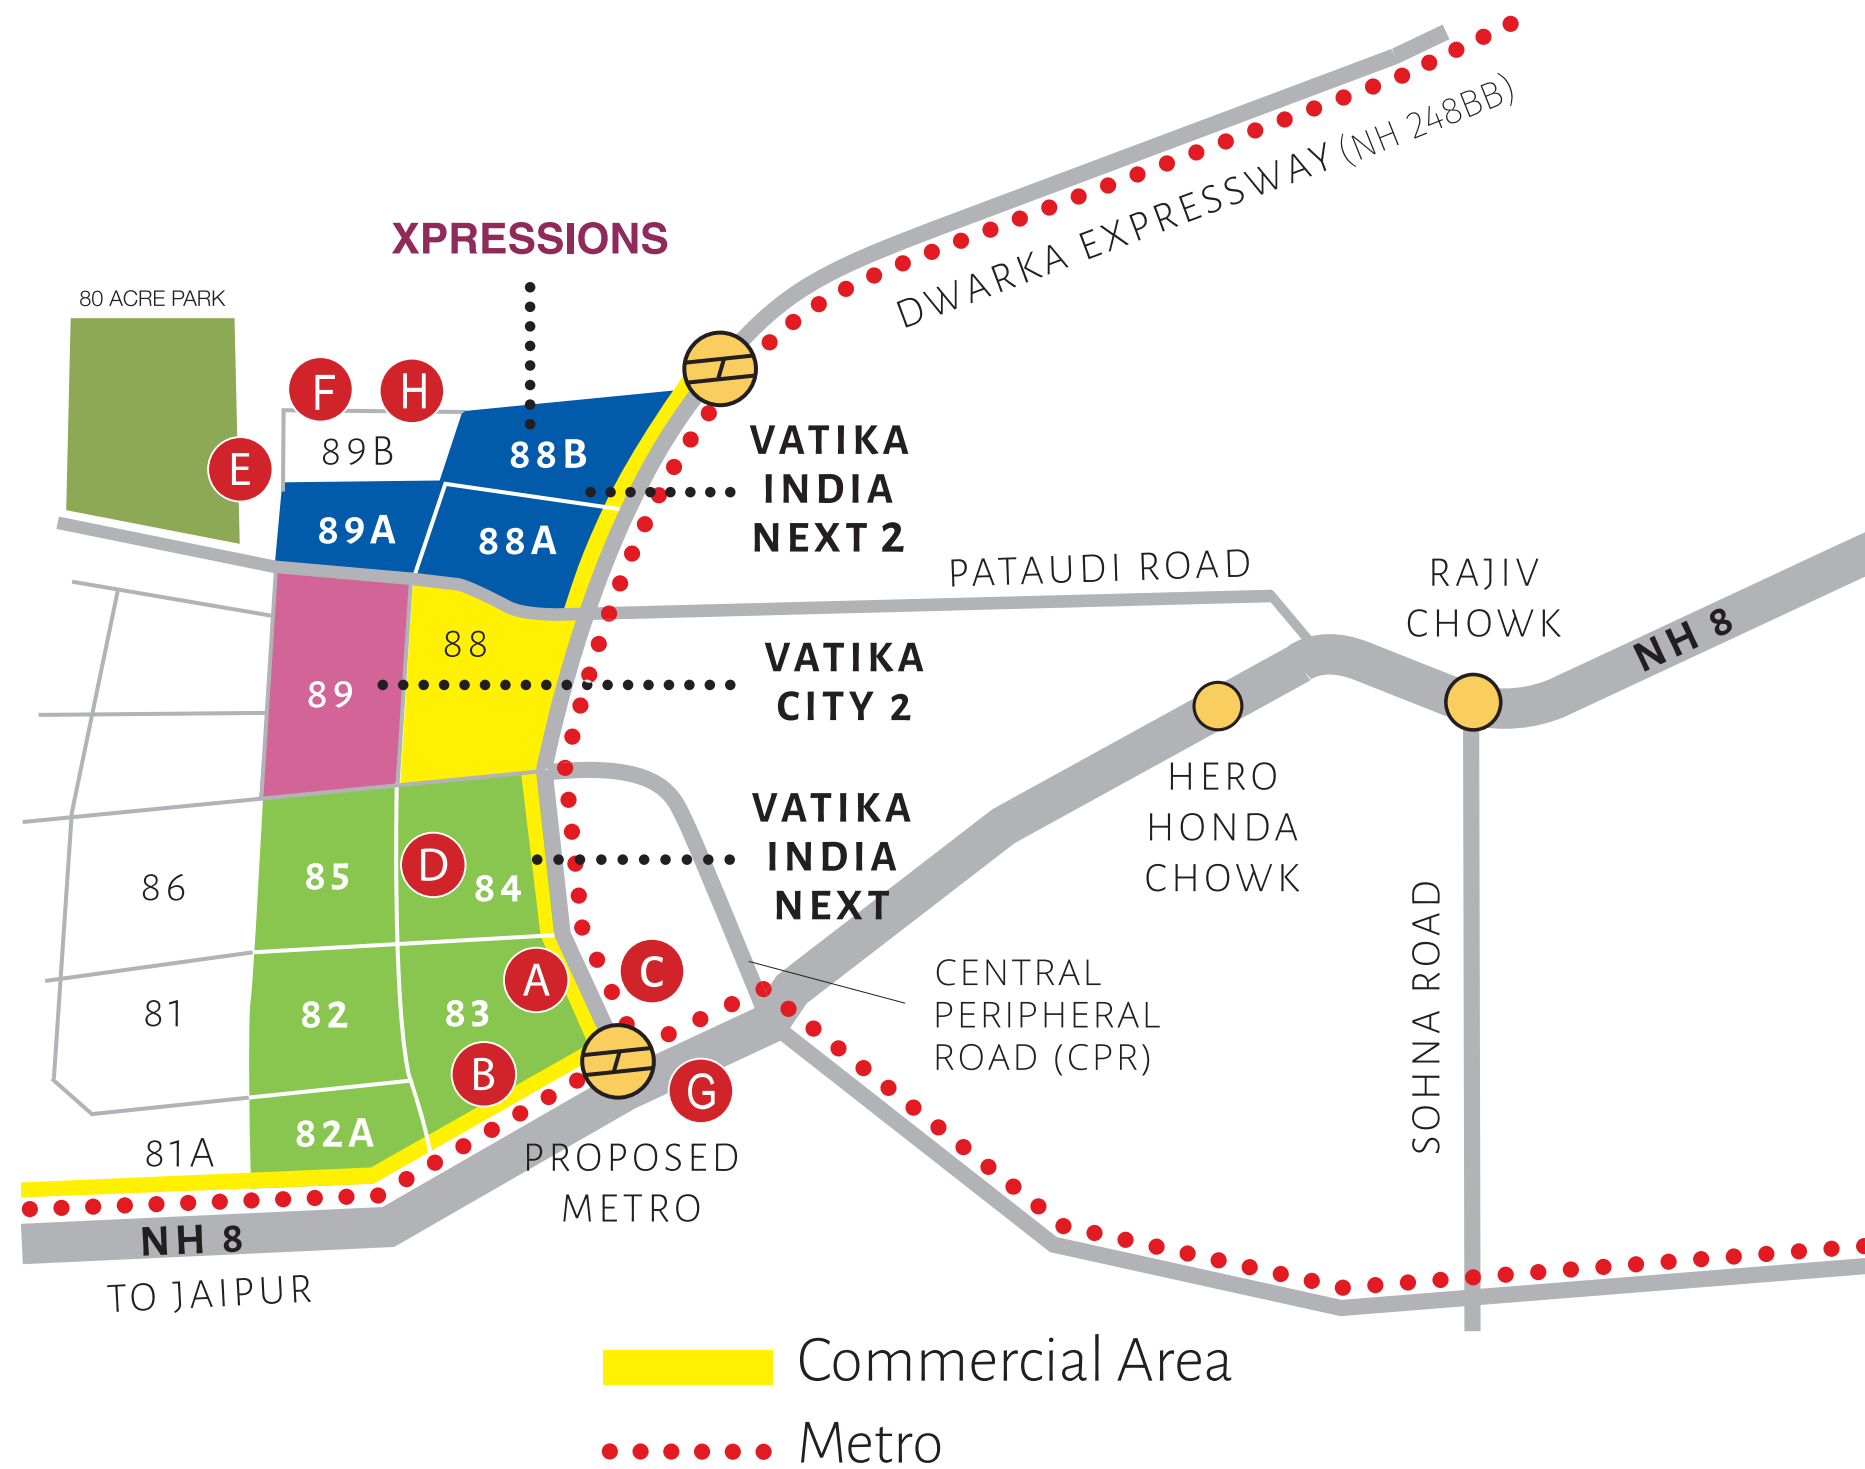 DWARKA EXPRESSWAY (NH 248BB)
XPRESSIONS
80 ACRE PARK
F
H
E
89B
88B
89A
88A
VATIKA
INDIA
NEXT 2
PATAUDI ROAD
RAJIV
CHOWK
NH 8
88
89
VATIKA
CITY 2
HERO
HONDA
CHOWK
VATIKA
INDIA
NEXT
86
85
D
84
A
C
81
82
83
B
G
CENTRAL
PERIPHERAL
ROAD (CPR)
SOHNA ROAD
81A
82A
PROPOSED
METRO
NH 8
TO JAIPUR
Commercial Area
Metro